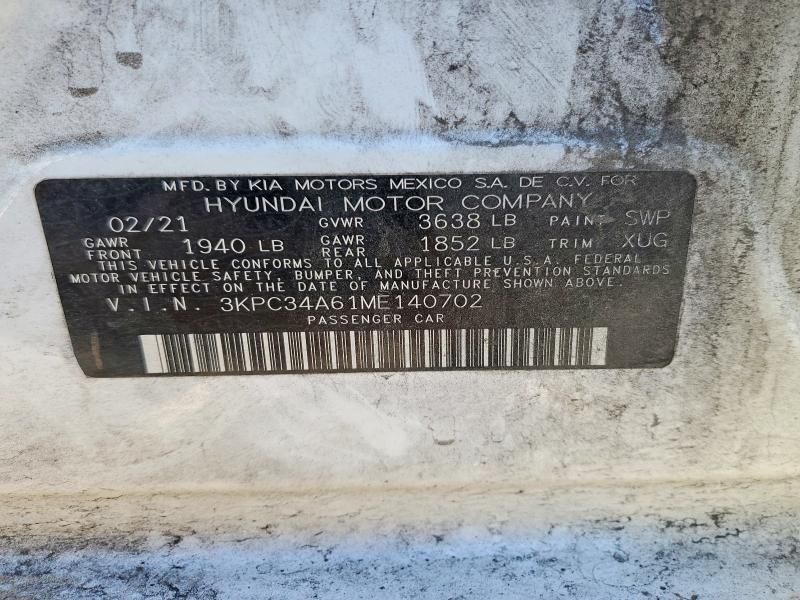 MFD. BY KIA MOTORS MEXICO S.A. DE C.V. FOR
HYUNDAI MOTOR COMPANY
02/21 GVWR 3638 LB PAINT SWP
GAWR FRONT 1940 LB GAWR REAR 1852 LB TRIM XUG
THIS VEHICLE CONFORMS TO ALL APPLICABLE U.S.A. FEDERAL
MOTOR VEHICLE SAFETY, BUMPER, AND THEFT PREVENTION STANDARDS
IN EFFECT ON THE DATE OF MANUFACTURE SHOWN ABOVE.
V.I.N. 3KPC34A61ME140702
PASSENGER CAR